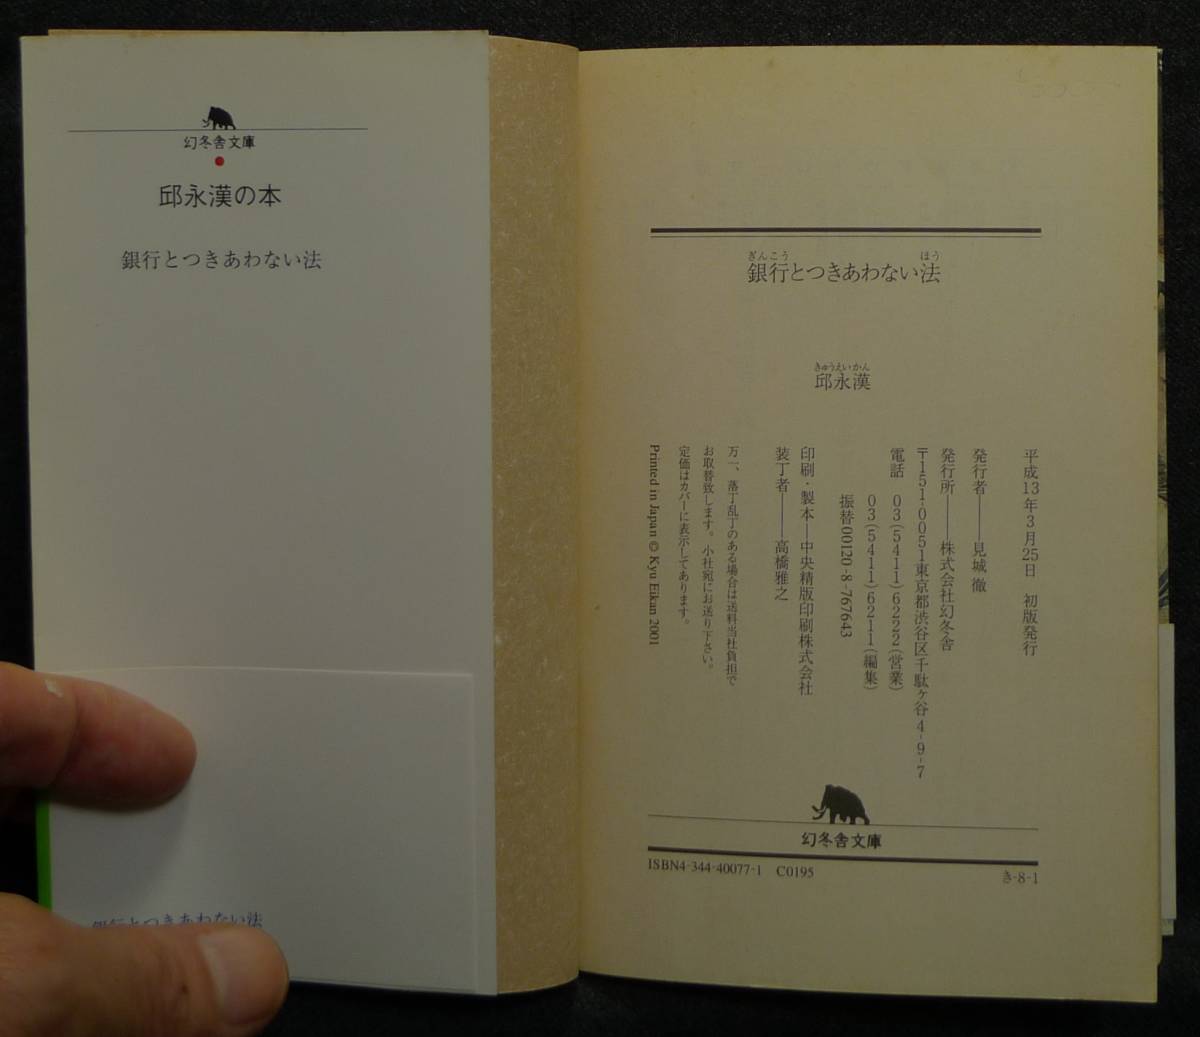 幻冬舎文庫
邱永漢の本
銀行とつきあわない法
銀行とつきあわない法
ぎんこう ほう
銀行とつきあわない法
きゅうえいかん
邱永漢
平成13年3月25日 初版発行
発行者――見城 徹
発行所――株式会社幻冬舎
〒151-0051東京都渋谷区千駄ヶ谷4-9-7
電話 03(5411)6222(営業)
03(5411)6211(編集)
振替00120-8-767643
印刷・製本―中央精版印刷株式会社
装丁者――高橋雅之
万一、落丁乱丁のある場合は送料当社負担で
お取替致します。小社宛にお送り下さい。
定価はカバーに表示してあります。
Printed in Japan © Kyu Eikan 2001
幻冬舎文庫
ISBN4-344-40077-1 C0195
き-8-1